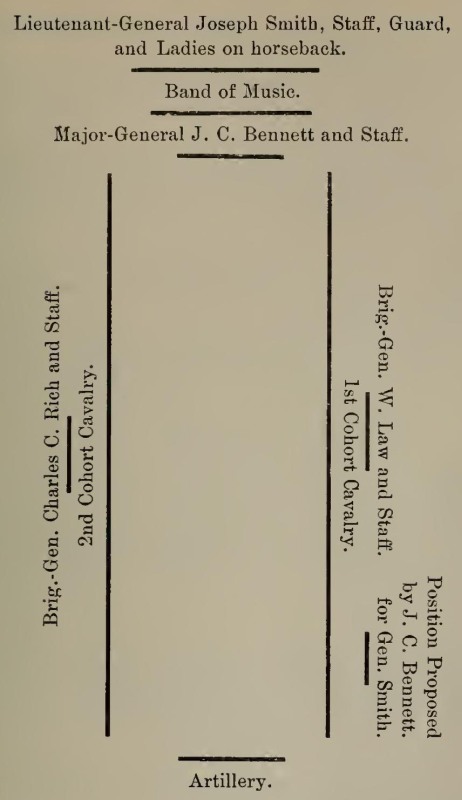 Lieutenant-General Joseph Smith, Staff, Guard,
and Ladies on horseback.
Band of Music.
Major-General J. C. Bennett and Staff.
Brig.-Gen. Charles C. Rich and Staff.
2nd Cohort Cavalry.
Brig.-Gen. W. Law and Staff.
1st Cohort Cavalry.
Position Proposed
by J. C. Bennett.
for Gen. Smith.
Artillery.